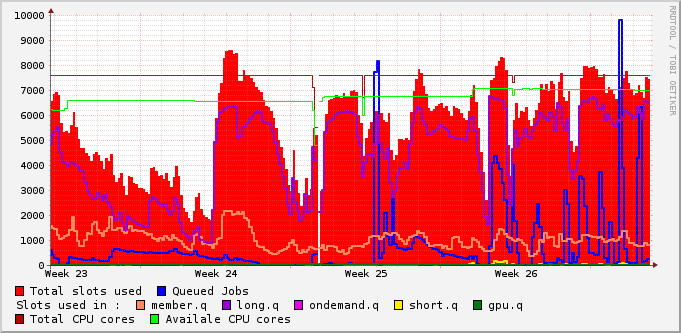 10000
9000
8000
7000
6000
5000
4000
3000
2000
1000
0
Week 23 Week 24 Week 25 Week 26
RRDTOOL / TOBI OETIKER
Total slots used Queued Jobs
Slots used in : member.q long.q ondemand.q short.q gpu.q
Total CPU cores Availale CPU cores